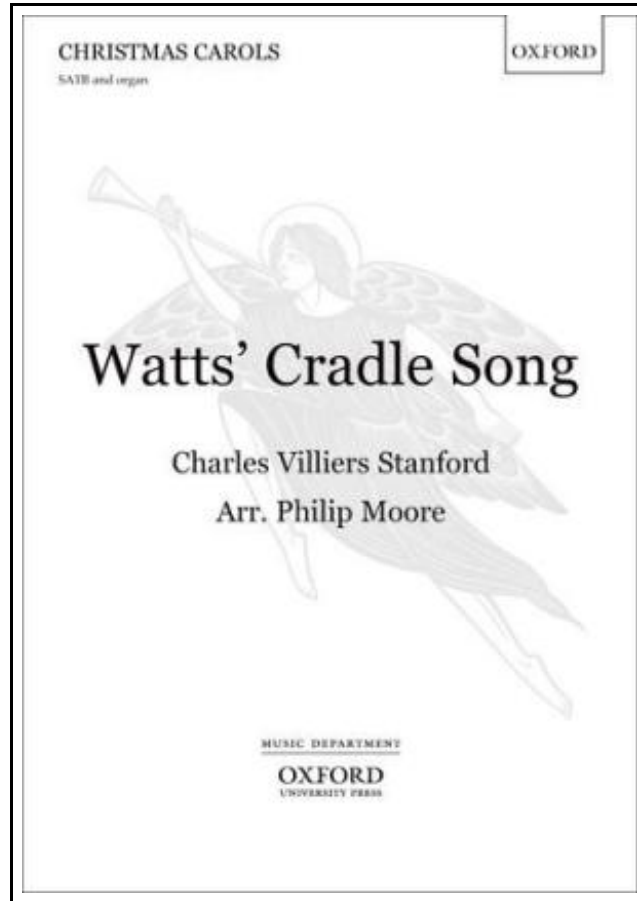 CHRISTMAS CAROLS
OXFORD
SATB and organ
Watts' Cradle Song
Charles Villiers Stanford
Arr. Philip Moore
MUSIC DEPARTMENT
OXFORD
UNIVERSITY PRESS